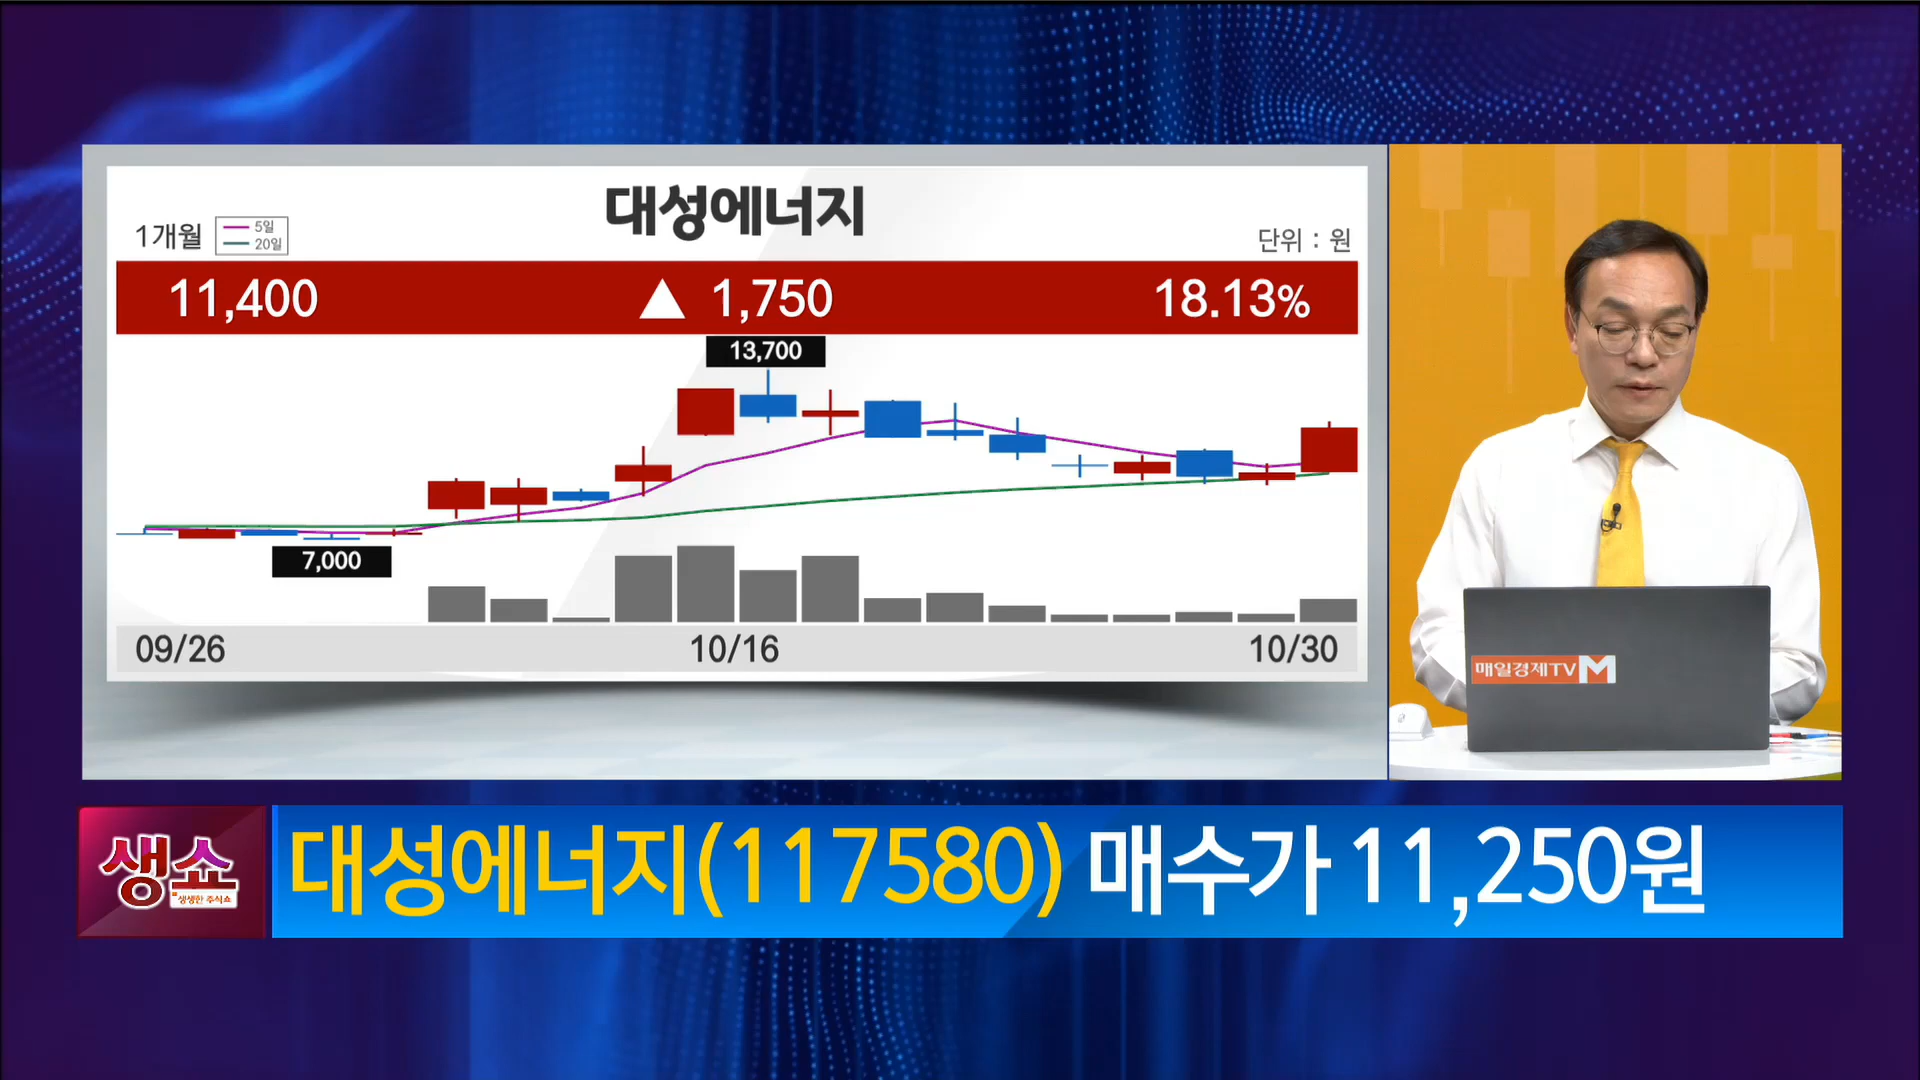 대성에너지
1개월
5일
20일
단위 : 원
11,400 ▲ 1,750 18.13%
13,700
7,000
09/26 10/16 10/30
매일경제TV M
생쇼
생생한 주식쇼
대성에너지(117580) 매수가 11,250원